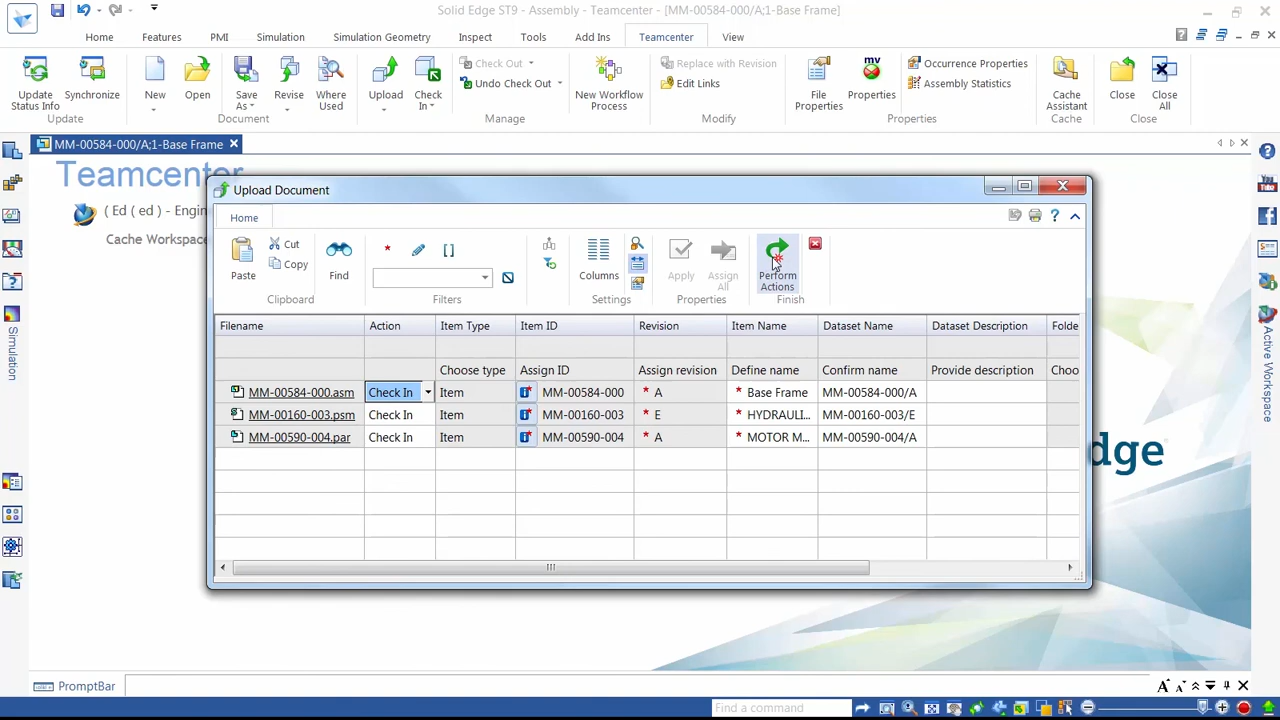 Solid Edge ST9 - Assembly - Teamcenter - [MM-00584-000/A;1-Base Frame]
Home Features PMI Simulation Simulation Geometry Inspect Tools Add Ins Teamcenter View
Update Status Info
Synchronize
New
Open
Save As
Revise
Where Used
Upload
Check In
Check Out
Undo Check Out
New Workflow Process
Replace with Revision
Edit Links
File Properties
mv
Properties
Occurrence Properties
Assembly Statistics
Cache Assistant
Close
Close All
Update Document Manage Modify Properties Cache Close
MM-00584-000/A;1-Base Frame
Teamcenter
( Ed ( ed ) - Engin
Cache Workspac
Upload Document
Home
Paste
Cut
Copy
Find
Columns
Apply
Assign All
Perform Actions
Clipboard Filters Settings Properties Finish
Filename Action Item Type Item ID Revision Item Name Dataset Name Dataset Description Folde
Choose type Assign ID Assign revision Define name Confirm name Provide description Choo
MM-00584-000.asm Check In Item MM-00584-000 * A * Base Frame MM-00584-000/A
MM-00160-003.psm Check In Item MM-00160-003 * E * HYDRAULI... MM-00160-003/E
MM-00590-004.par Check In Item MM-00590-004 * A * MOTOR M... MM-00590-004/A
dge
Simulation
You Tube
Active Workspace
PromptBar
Find a command